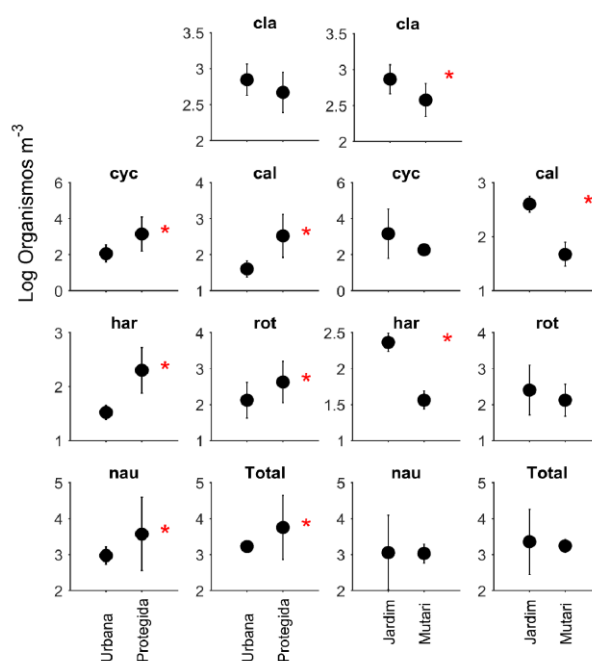 cla cla
3.5 3.5
3 3
2.5 2.5
2 2
Log Organismos m⁻³
cyc cal cyc cal
6 4 6 3
4 3 4
2 2 2 2
0 1 0 1
* * *
*
har rot har rot
3 4 2.5 4
3 3
2 2 1.5 2
1 1 0.5 1
* * *
nau Total nau Total
5 5 5 5
4 4 4 4
3 3 3 3
2 2 2 2
* *
Urbana Protegida Urbana Protegida Jardim Mutari Jardim Mutari